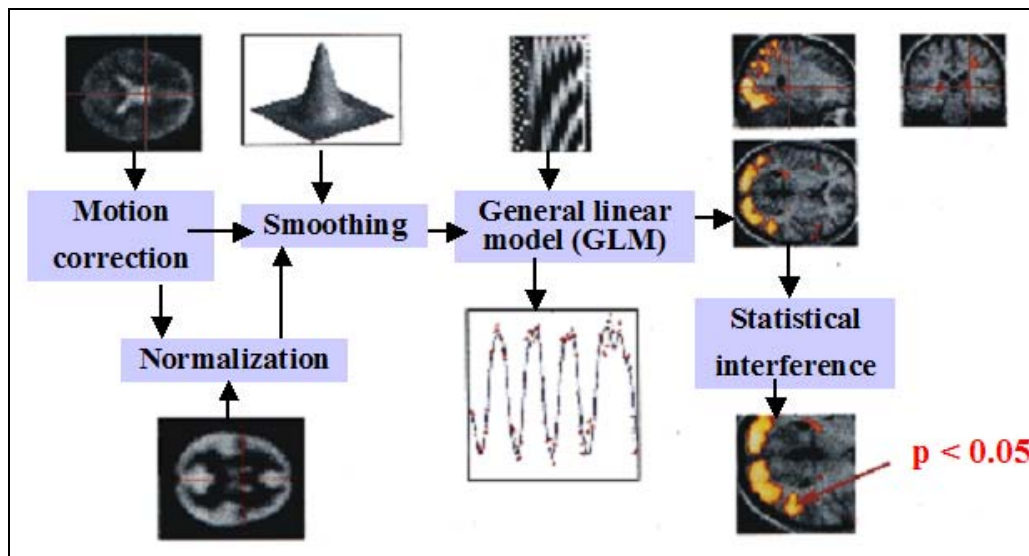 Motion
correction
Smoothing
General linear
model (GLM)
Normalization
Statistical
interference
p < 0.05